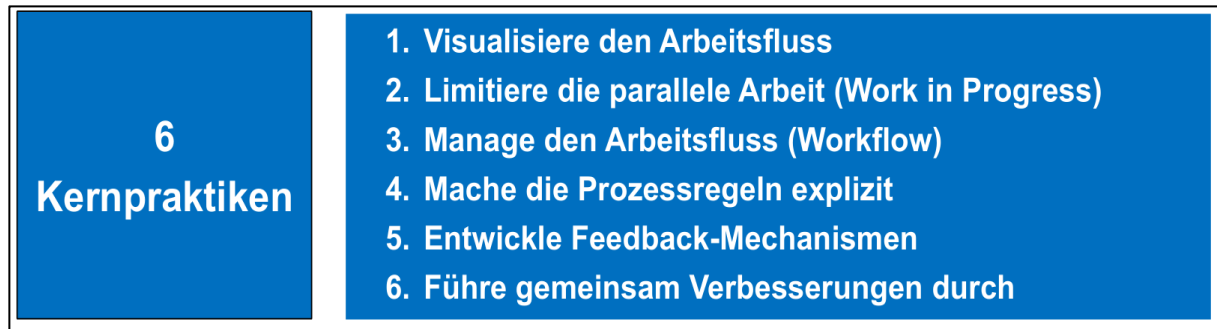 6
Kernpraktiken
1. Visualisiere den Arbeitsfluss
2. Limitiere die parallele Arbeit (Work in Progress)
3. Manage den Arbeitsfluss (Workflow)
4. Mache die Prozessregeln explizit
5. Entwickle Feedback-Mechanismen
6. Führe gemeinsam Verbesserungen durch